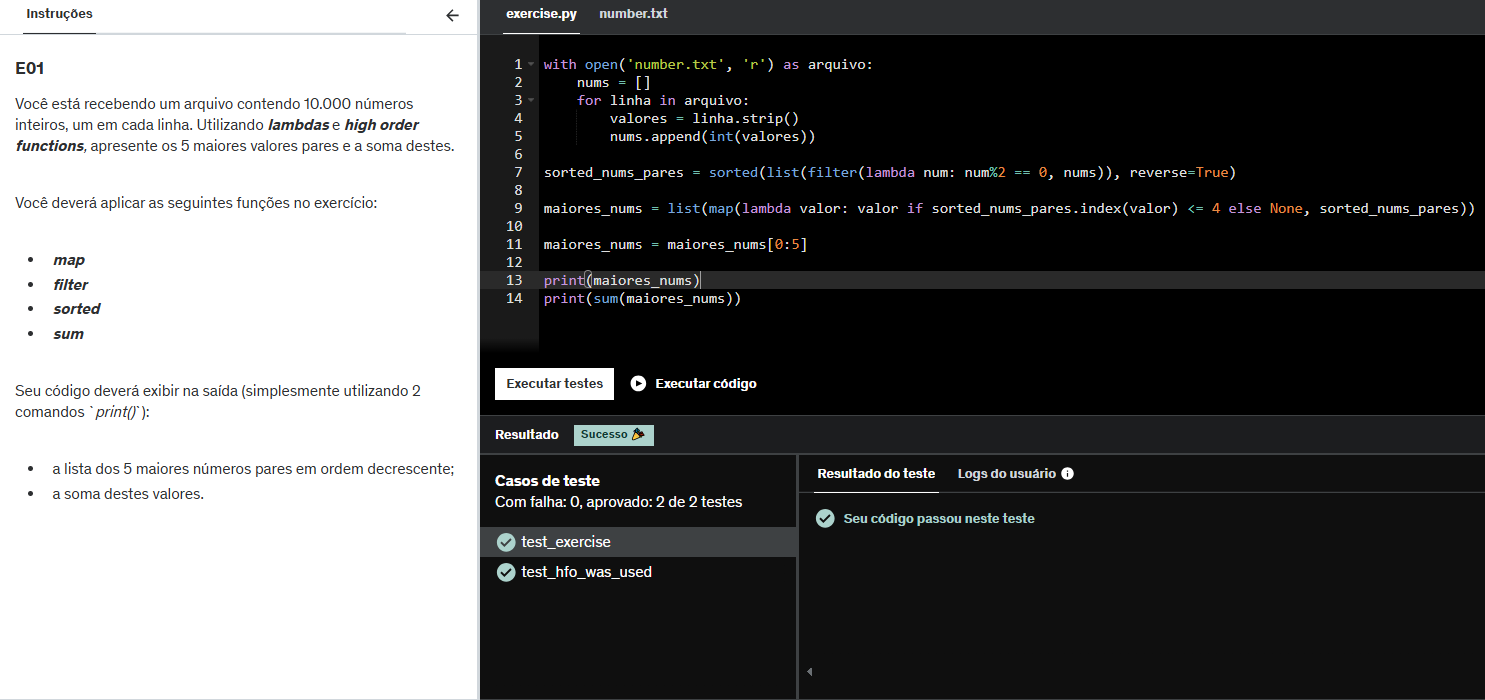 Instruções
E01
Você está recebendo um arquivo contendo 10.000 números
inteiros, um em cada linha. Utilizando lambdas e high order
functions, apresente os 5 maiores valores pares e a soma destes.
Você deverá aplicar as seguintes funções no exercício:
• map
• filter
• sorted
• sum
Seu código deverá exibir na saída (simplesmente utilizando 2
comandos `print()`):
• a lista dos 5 maiores números pares em ordem decrescente;
• a soma destes valores.
exercise.py number.txt
1 with open('number.txt', 'r') as arquivo:
2     nums = []
3     for linha in arquivo:
4         valores = linha.strip()
5         nums.append(int(valores))
6
7 sorted_nums_pares = sorted(list(filter(lambda num: num%2 == 0, nums)), reverse=True)
8
9 maiores_nums = list(map(lambda valor: valor if sorted_nums_pares.index(valor) <= 4 else None, sorted_nums_pares))
10
11 maiores_nums = maiores_nums[0:5]
12
13 print(maiores_nums)
14 print(sum(maiores_nums))
Executar testes Executar código
Resultado Sucesso
Casos de teste
Com falha: 0, aprovado: 2 de 2 testes
test_exercise
test_hfo_was_used
Resultado do teste Logs do usuário
Seu código passou neste teste